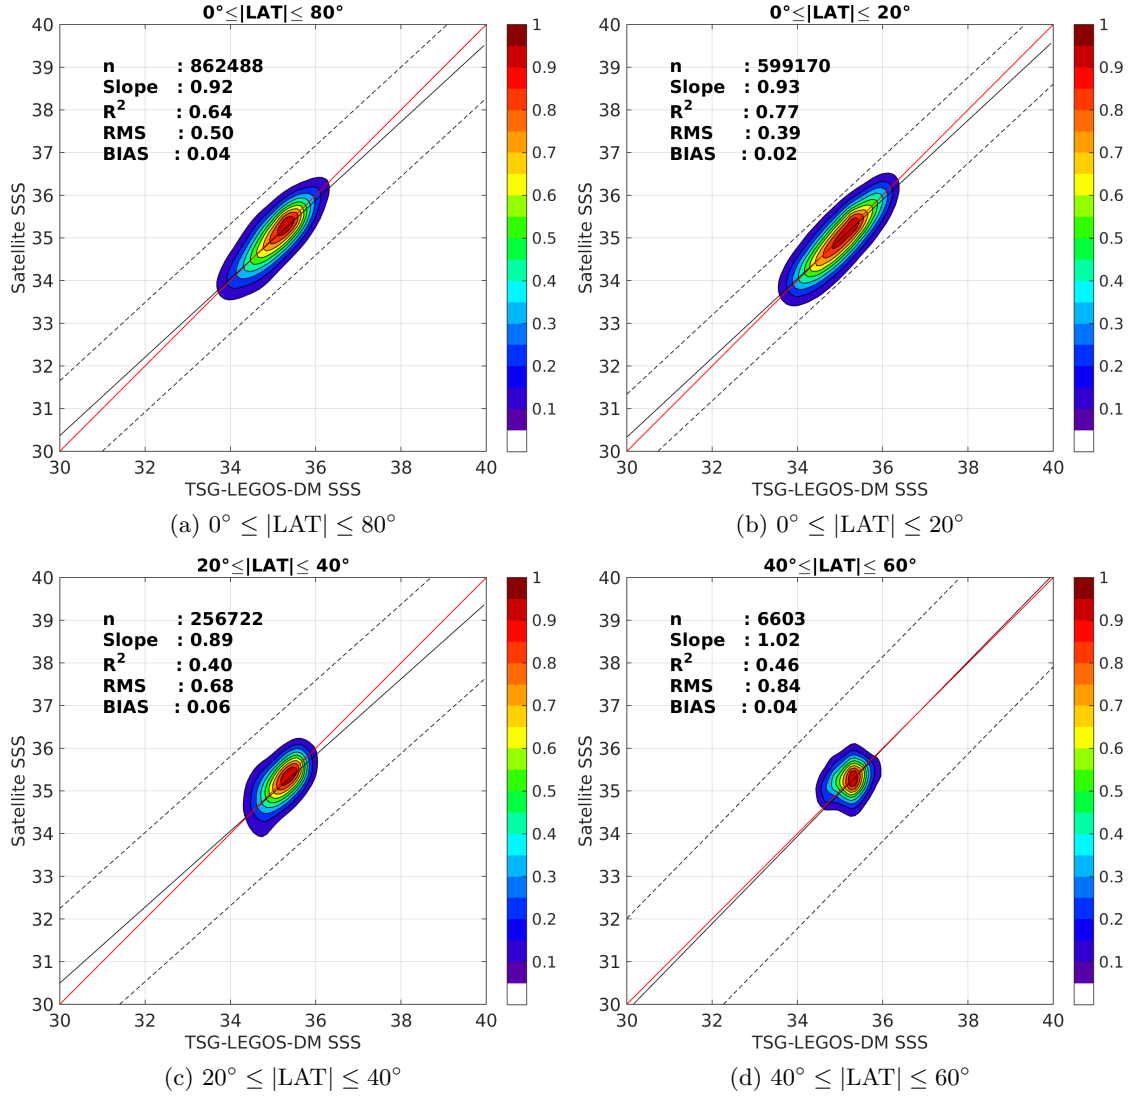 0°≤|LAT|≤ 80°
n : 862488
Slope : 0.92
R² : 0.64
RMS : 0.50
BIAS : 0.04
40
39
38
37
36
35
34
33
32
31
30
Satellite SSS
30 32 34 36 38 40
TSG-LEGOS-DM SSS
1
0.9
0.8
0.7
0.6
0.5
0.4
0.3
0.2
0.1
(a) 0° ≤ |LAT| ≤ 80°
0°≤|LAT|≤ 20°
n : 599170
Slope : 0.93
R² : 0.77
RMS : 0.39
BIAS : 0.02
40
39
38
37
36
35
34
33
32
31
30
Satellite SSS
30 32 34 36 38 40
TSG-LEGOS-DM SSS
1
0.9
0.8
0.7
0.6
0.5
0.4
0.3
0.2
0.1
(b) 0° ≤ |LAT| ≤ 20°
20°≤|LAT|≤ 40°
n : 256722
Slope : 0.89
R² : 0.40
RMS : 0.68
BIAS : 0.06
40
39
38
37
36
35
34
33
32
31
30
Satellite SSS
30 32 34 36 38 40
TSG-LEGOS-DM SSS
1
0.9
0.8
0.7
0.6
0.5
0.4
0.3
0.2
0.1
(c) 20° ≤ |LAT| ≤ 40°
40°≤|LAT|≤ 60°
n : 6603
Slope : 1.02
R² : 0.46
RMS : 0.84
BIAS : 0.04
40
39
38
37
36
35
34
33
32
31
30
Satellite SSS
30 32 34 36 38 40
TSG-LEGOS-DM SSS
1
0.9
0.8
0.7
0.6
0.5
0.4
0.3
0.2
0.1
(d) 40° ≤ |LAT| ≤ 60°